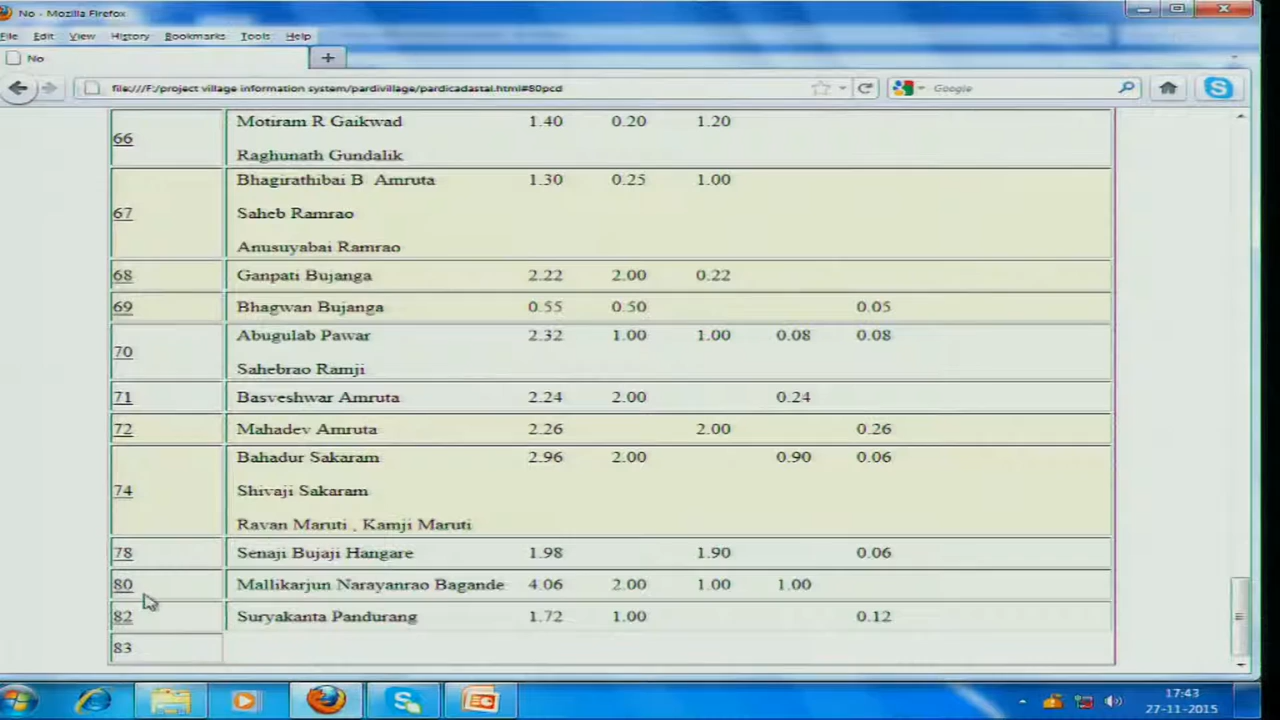 No - Mozilla Firefox
File Edit View History Bookmarks Tools Help
No
file:///F:/project village information system/pardivillage/pardicadastal.html#80pcd
Google
66 Motiram R Gaikwad 1.40 0.20 1.20
Raghunath Gundalik
67 Bhagirathibai B Amruta 1.30 0.25 1.00
Saheb Ramrao
Anusuyabai Ramrao
68 Ganpati Bujanga 2.22 2.00 0.22
69 Bhagwan Bujanga 0.55 0.50 0.05
70 Abugulab Pawar 2.32 1.00 1.00 0.08 0.08
Sahebrao Ramji
71 Basveshwar Amruta 2.24 2.00 0.24
72 Mahadev Amruta 2.26 2.00 0.26
74 Bahadur Sakaram 2.96 2.00 0.90 0.06
Shivaji Sakaram
Ravan Maruti , Kamji Maruti
78 Senaji Bujaji Hangare 1.98 1.90 0.06
80 Mallikarjun Narayanrao Bagande 4.06 2.00 1.00 1.00
82 Suryakanta Pandurang 1.72 1.00 0.12
83
17:43
27-11-2015